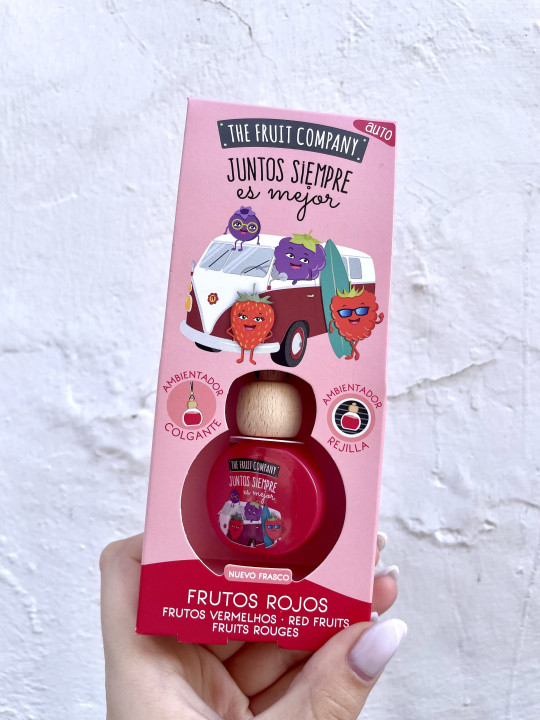 auto
THE FRUIT COMPANY
JUNTOS SIEMPRE
es mejor
AMBIENTADOR
COLGANTE
AMBIENTADOR
REJILLA
THE FRUIT COMPANY
JUNTOS SIEMPRE
es mejor
NUEVO FRASCO
FRUTOS ROJOS
FRUTOS VERMELHOS · RED FRUITS
FRUITS ROUGES